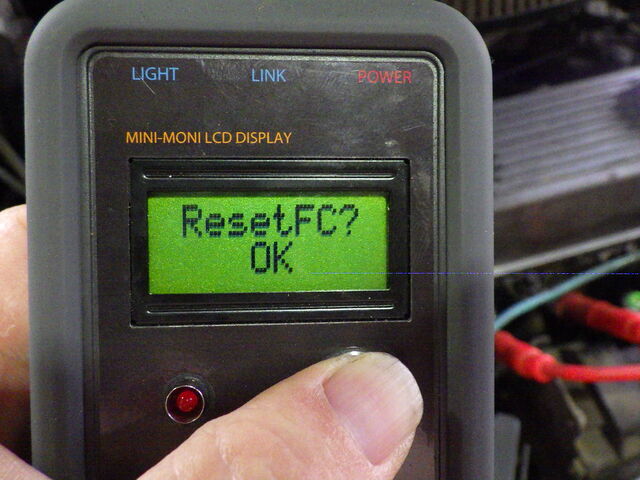 LIGHT LINK POWER
MINI-MONI LCD DISPLAY
ResetFC?
OK